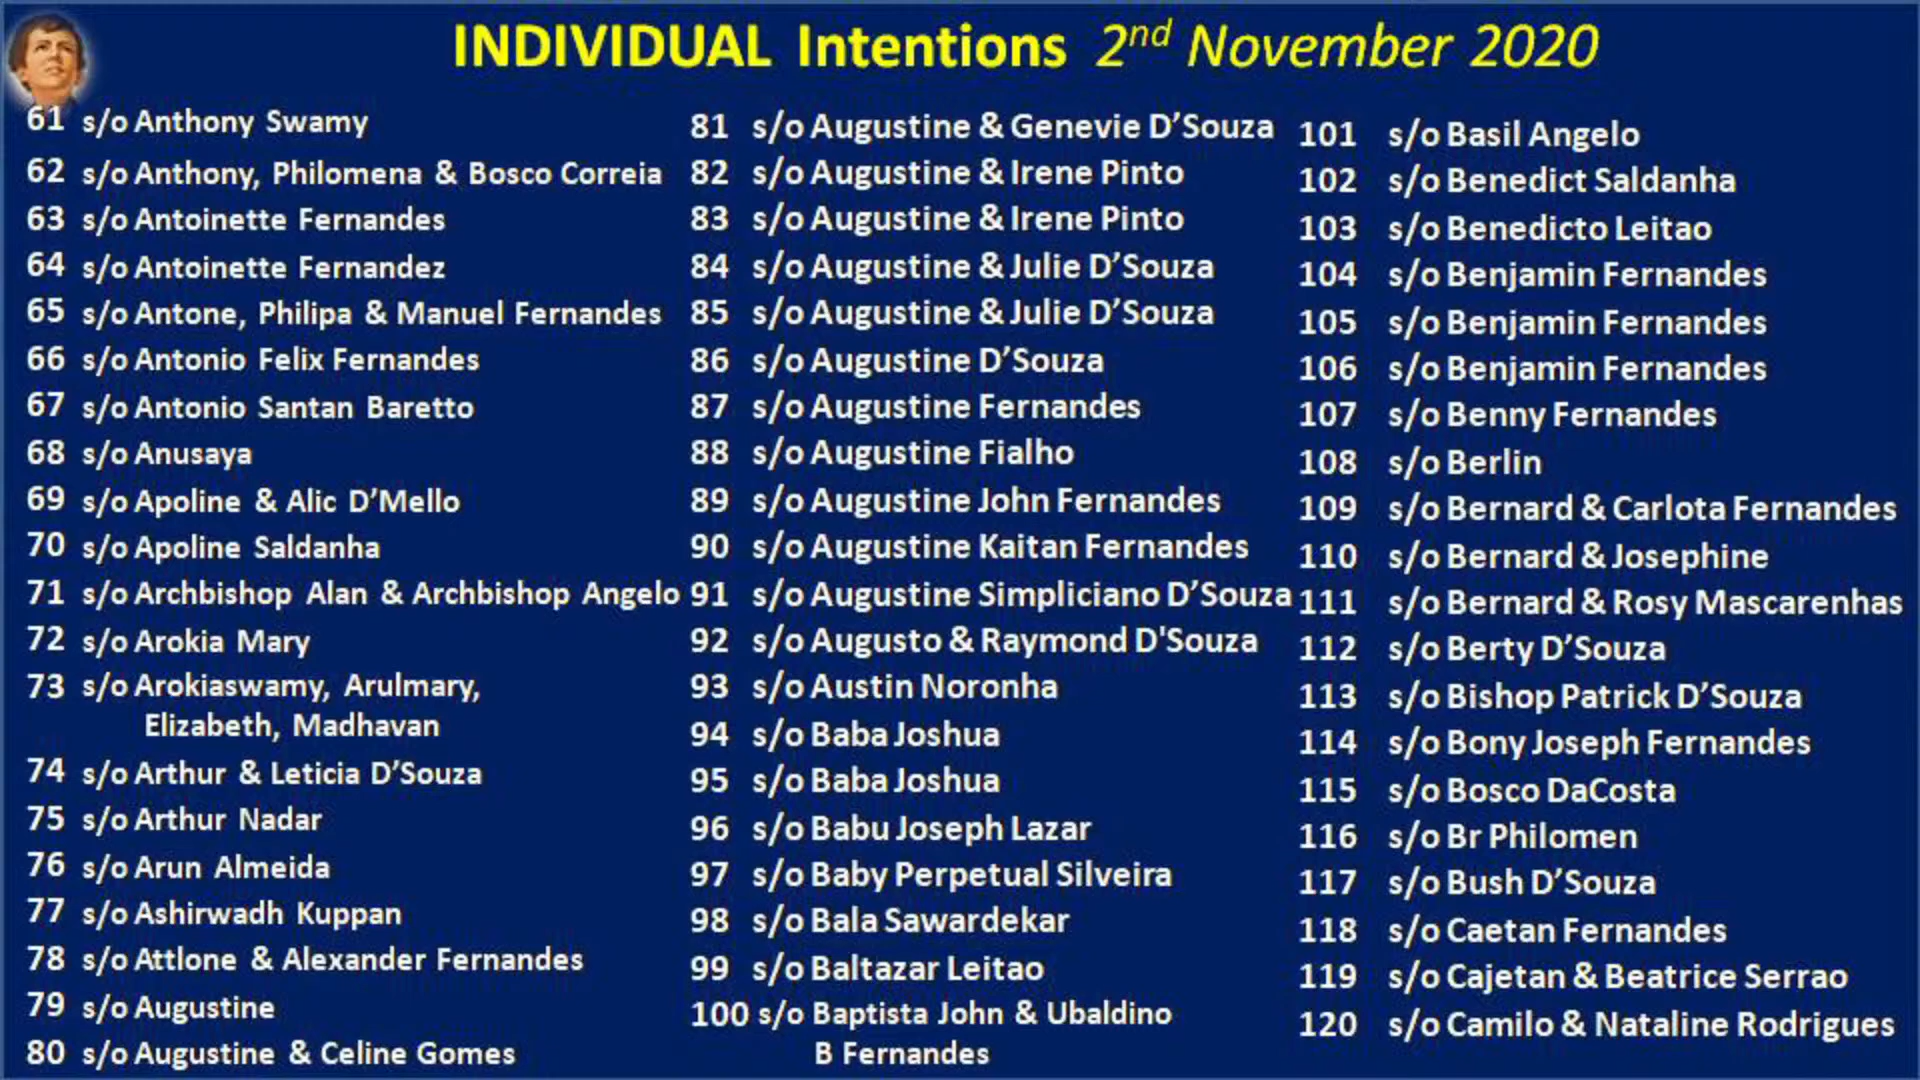 INDIVIDUAL Intentions 2nd November 2020
61 s/o Anthony Swamy
62 s/o Anthony, Philomena & Bosco Correia
63 s/o Antoinette Fernandes
64 s/o Antoinette Fernandez
65 s/o Antone, Philipa & Manuel Fernandes
66 s/o Antonio Felix Fernandes
67 s/o Antonio Santan Baretto
68 s/o Anusaya
69 s/o Apoline & Alic D’Mello
70 s/o Apoline Saldanha
71 s/o Archbishop Alan & Archbishop Angelo
72 s/o Arokia Mary
73 s/o Arokiaswamy, Arulmary,
Elizabeth, Madhavan
74 s/o Arthur & Leticia D’Souza
75 s/o Arthur Nadar
76 s/o Arun Almeida
77 s/o Ashirwadh Kuppan
78 s/o Attlone & Alexander Fernandes
79 s/o Augustine
80 s/o Augustine & Celine Gomes
81 s/o Augustine & Genevie D’Souza
82 s/o Augustine & Irene Pinto
83 s/o Augustine & Irene Pinto
84 s/o Augustine & Julie D’Souza
85 s/o Augustine & Julie D’Souza
86 s/o Augustine D’Souza
87 s/o Augustine Fernandes
88 s/o Augustine Fialho
89 s/o Augustine John Fernandes
90 s/o Augustine Kaitan Fernandes
91 s/o Augustine Simpliciano D’Souza
92 s/o Augusto & Raymond D'Souza
93 s/o Austin Noronha
94 s/o Baba Joshua
95 s/o Baba Joshua
96 s/o Babu Joseph Lazar
97 s/o Baby Perpetual Silveira
98 s/o Bala Sawardekar
99 s/o Baltazar Leitao
100 s/o Baptista John & Ubaldino
B Fernandes
101 s/o Basil Angelo
102 s/o Benedict Saldanha
103 s/o Benedicto Leitao
104 s/o Benjamin Fernandes
105 s/o Benjamin Fernandes
106 s/o Benjamin Fernandes
107 s/o Benny Fernandes
108 s/o Berlin
109 s/o Bernard & Carlota Fernandes
110 s/o Bernard & Josephine
111 s/o Bernard & Rosy Mascarenhas
112 s/o Berty D’Souza
113 s/o Bishop Patrick D’Souza
114 s/o Bony Joseph Fernandes
115 s/o Bosco DaCosta
116 s/o Br Philomen
117 s/o Bush D’Souza
118 s/o Caetan Fernandes
119 s/o Cajetan & Beatrice Serrao
120 s/o Camilo & Nataline Rodrigues